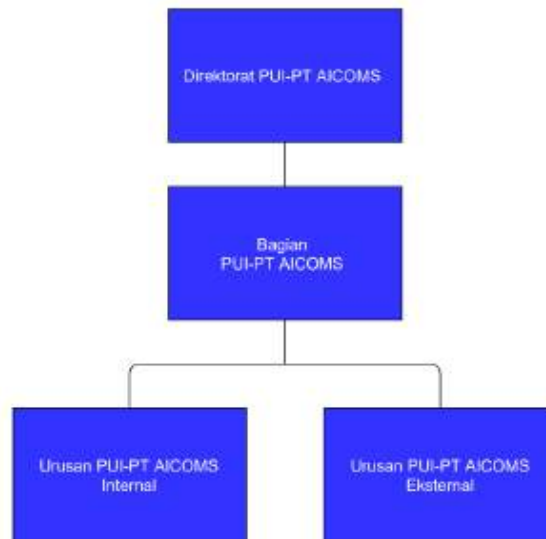 Direktorat PUI-PT AICOMS
Bagian
PUI-PT AICOMS
Urusan PUI-PT AICOMS
Internal
Urusan PUI-PT AICOMS
Eksternal